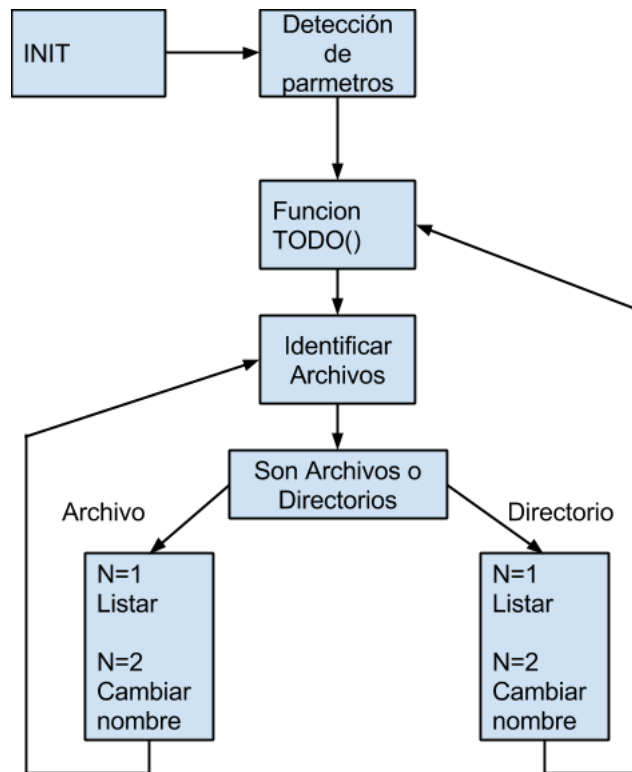 INIT
Detección
de
parmetros
Funcion
TODO()
Identificar
Archivos
Son Archivos o
Directorios
Archivo
Directorio
N=1
Listar
N=2
Cambiar
nombre
N=1
Listar
N=2
Cambiar
nombre